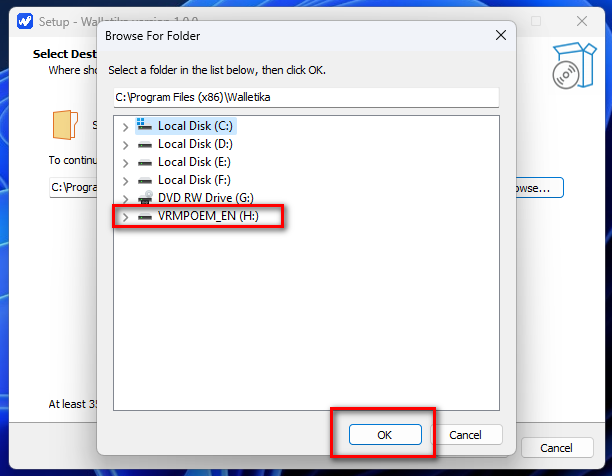 Setup - Walletika version 1.0.0
Browse For Folder
Select Dest
Where sho
Select a folder in the list below, then click OK.
C:\Program Files (x86)\Walletika
Local Disk (C:)
Local Disk (D:)
Local Disk (E:)
Local Disk (F:)
DVD RW Drive (G:)
VRMPOEM_EN (H:)
S
To continu
C:\Progra
owse...
At least 35
OK
Cancel
Cancel